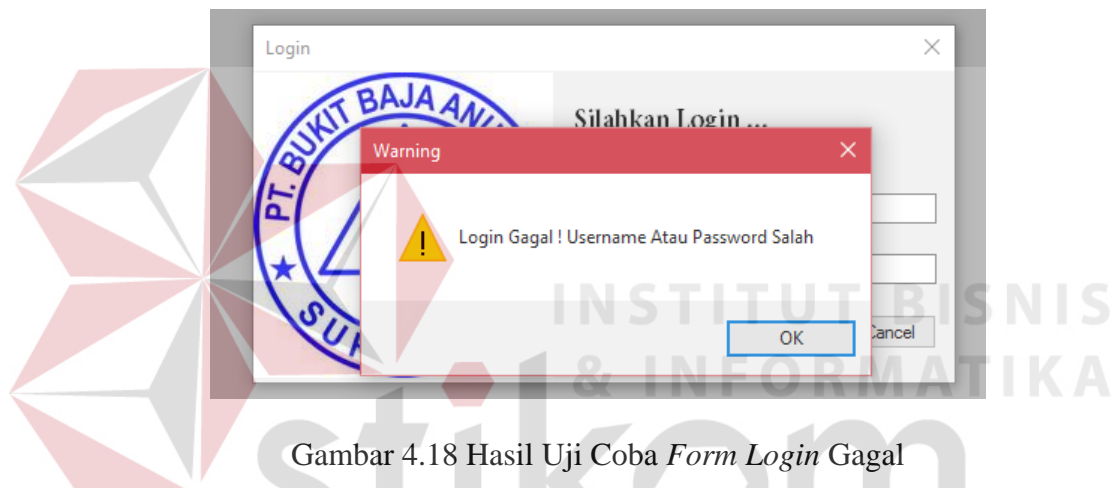 Login
PT. BUKIT BAJA
Silahkan Login ...
Warning
Login Gagal ! Username Atau Password Salah
OK
Cancel
INSTITUT BISNIS
& INFORMATIKA
stikom
Gambar 4.18 Hasil Uji Coba Form Login Gagal